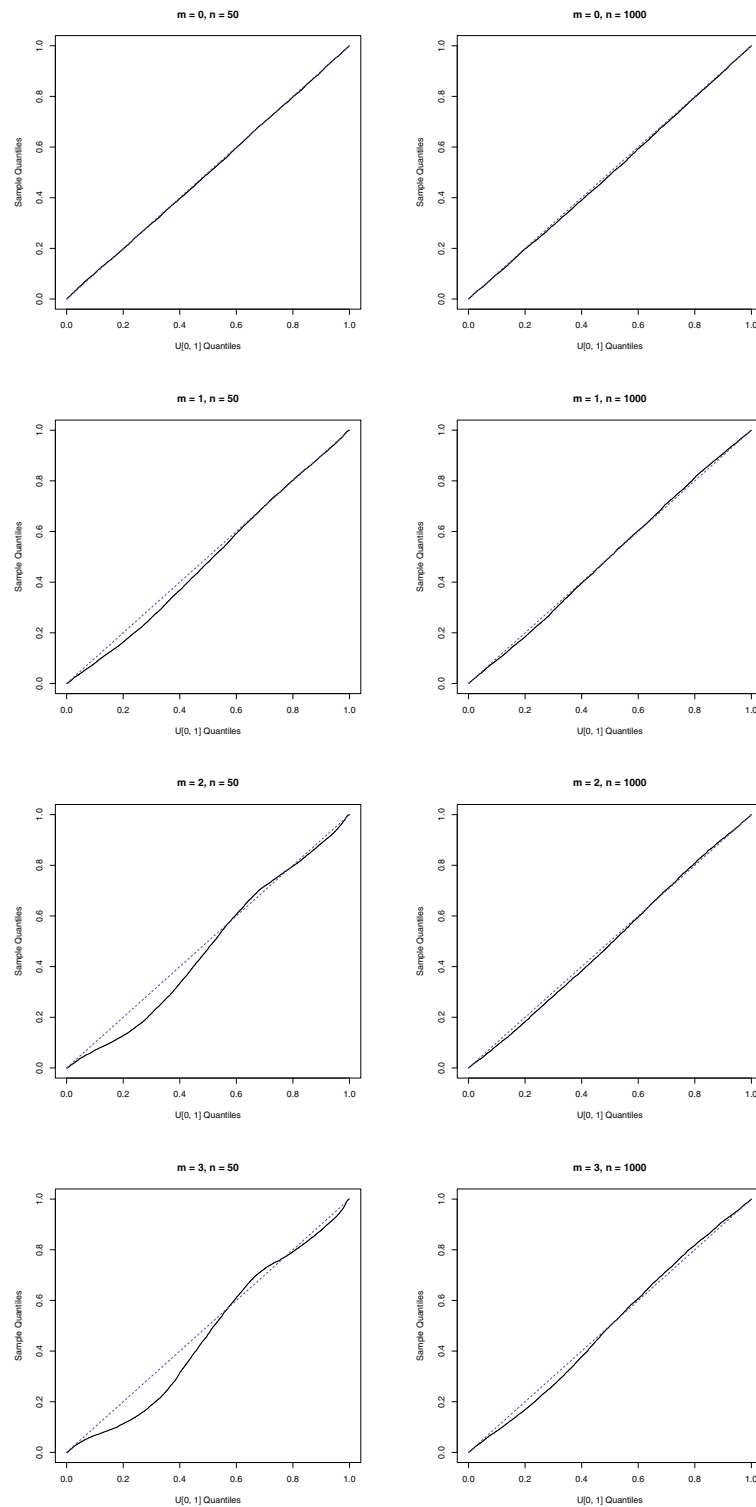 m = 0, n = 50
m = 0, n = 1000
Sample Quantiles
1.0
0.8
0.6
0.4
0.2
0.0
0.0 0.2 0.4 0.6 0.8 1.0
U[0, 1] Quantiles
Sample Quantiles
1.0
0.8
0.6
0.4
0.2
0.0
0.0 0.2 0.4 0.6 0.8 1.0
U[0, 1] Quantiles
m = 1, n = 50
m = 1, n = 1000
Sample Quantiles
1.0
0.8
0.6
0.4
0.2
0.0
0.0 0.2 0.4 0.6 0.8 1.0
U[0, 1] Quantiles
Sample Quantiles
1.0
0.8
0.6
0.4
0.2
0.0
0.0 0.2 0.4 0.6 0.8 1.0
U[0, 1] Quantiles
m = 2, n = 50
m = 2, n = 1000
Sample Quantiles
1.0
0.8
0.6
0.4
0.2
0.0
0.0 0.2 0.4 0.6 0.8 1.0
U[0, 1] Quantiles
Sample Quantiles
1.0
0.8
0.6
0.4
0.2
0.0
0.0 0.2 0.4 0.6 0.8 1.0
U[0, 1] Quantiles
m = 3, n = 50
m = 3, n = 1000
Sample Quantiles
1.0
0.8
0.6
0.4
0.2
0.0
0.0 0.2 0.4 0.6 0.8 1.0
U[0, 1] Quantiles
Sample Quantiles
1.0
0.8
0.6
0.4
0.2
0.0
0.0 0.2 0.4 0.6 0.8 1.0
U[0, 1] Quantiles